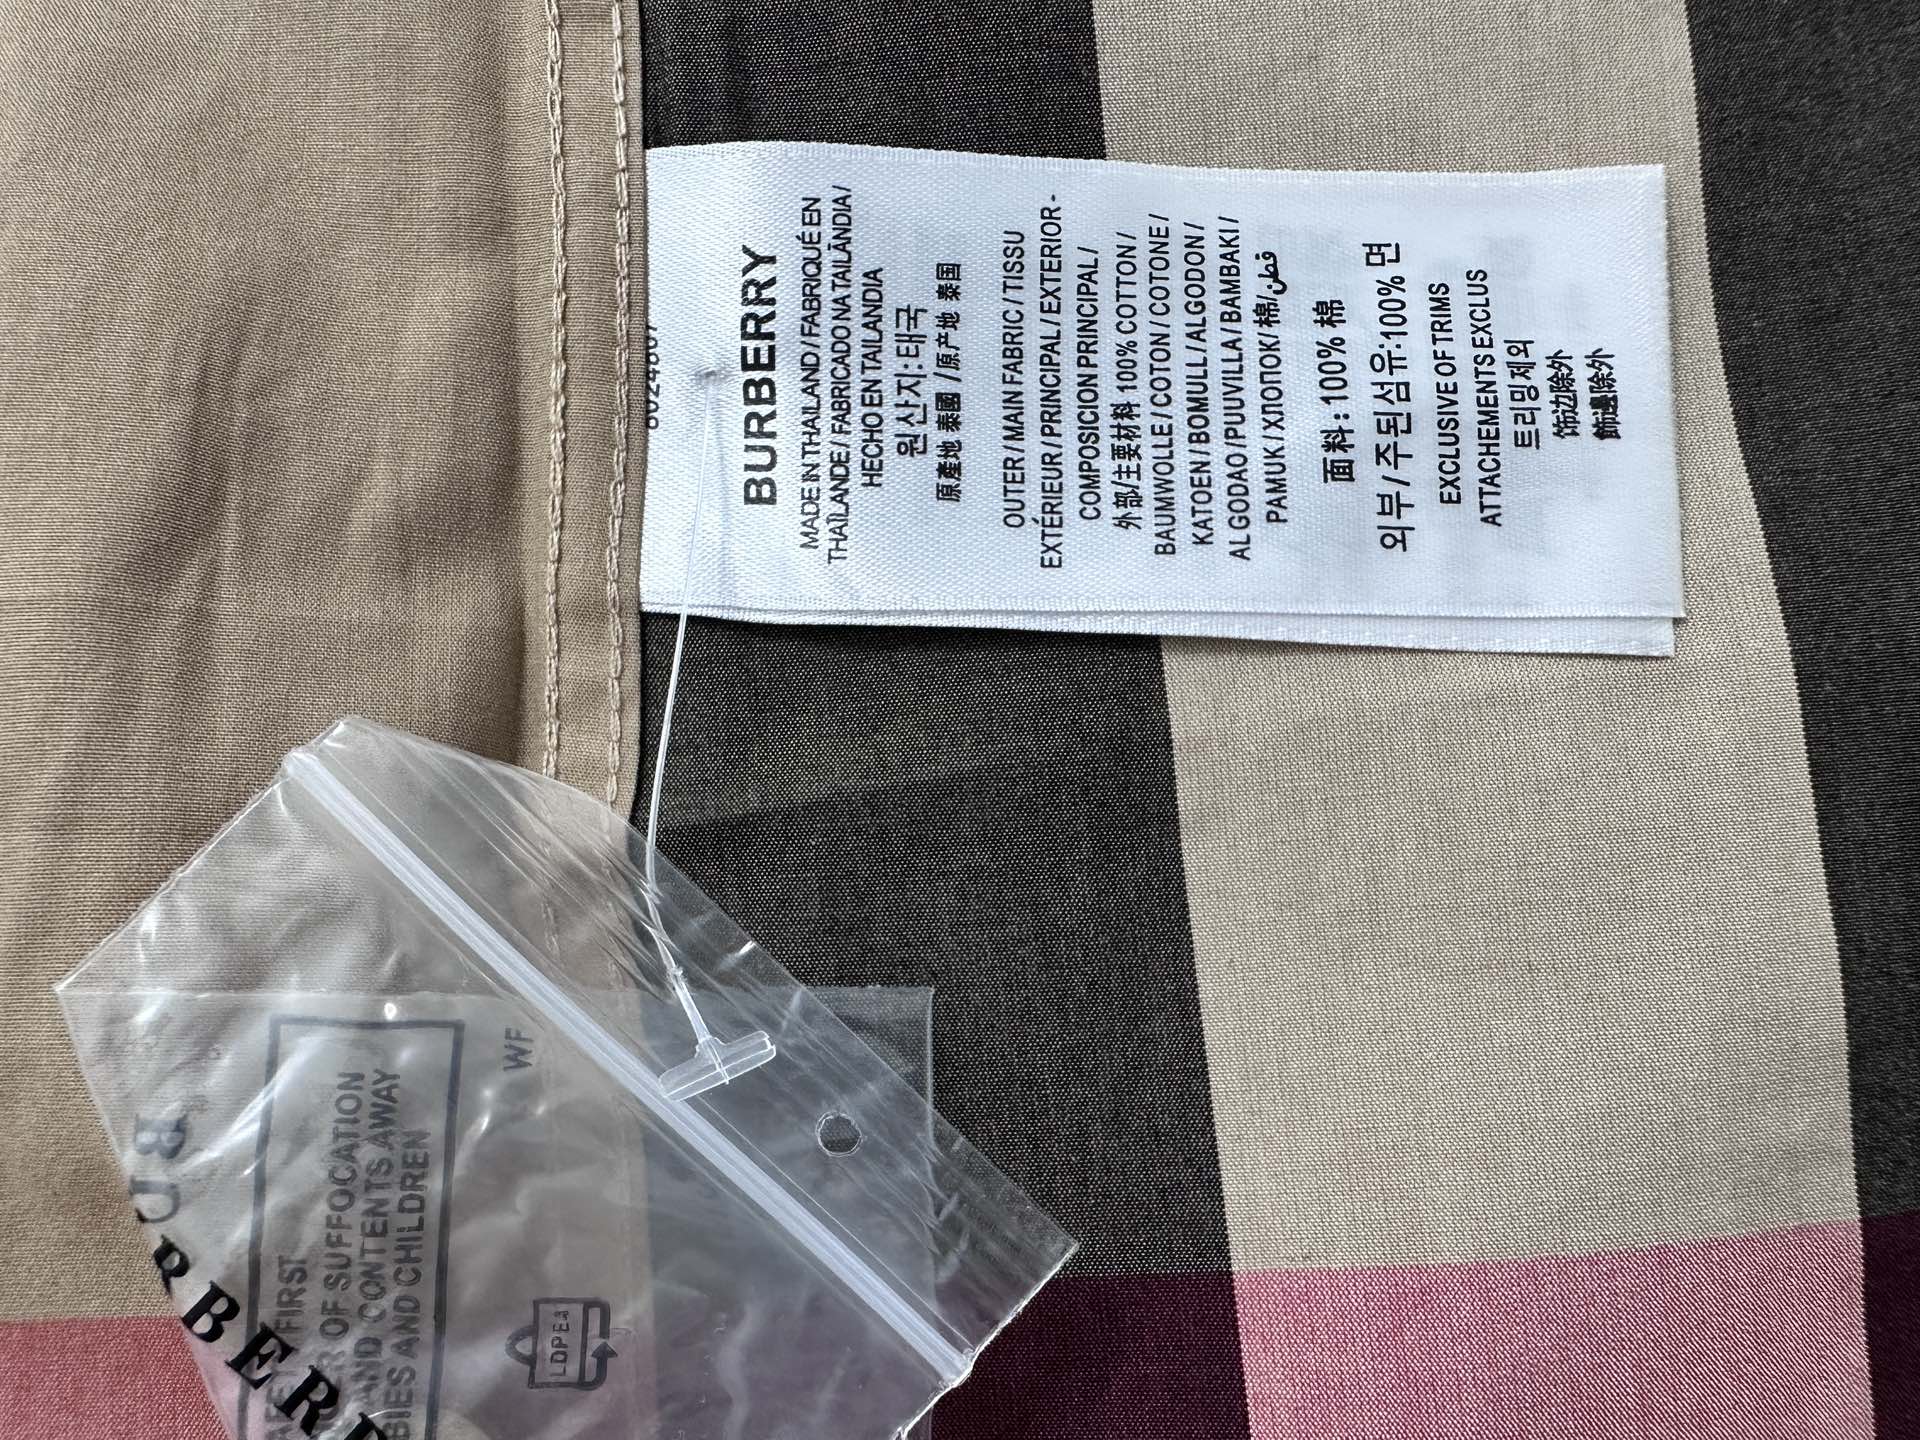 BURBERRY
MADE IN THAILAND / FABRIQUÉ EN
THAÏLANDE / FABRICADO NA TAILÂNDIA /
HECHO EN TAILANDIA
원산지:태국
原產地 泰國 / 原产地 泰国
OUTER / MAIN FABRIC / TISSU
EXTÉRIEUR / PRINCIPAL / EXTERIOR -
COMPOSICION PRINCIPAL /
外部/主要材料 100% COTTON /
BAUMWOLLE / COTON / COTONE /
KATOEN / BOMULL / ALGODON /
ALGODAO / PUUVILLA / BAMBAKI /
PAMUK / ХЛОПОК / 棉/قطن
面料: 100% 棉
외부 / 주된섬유:100% 면
EXCLUSIVE OF TRIMS
ATTACHEMENTS EXCLUS
트리밍제외
饰边除外
飾邊除外
WF
FIRST
OF SUFFOCATION
AND CONTENTS AWAY
AND CHILDREN
LDPE